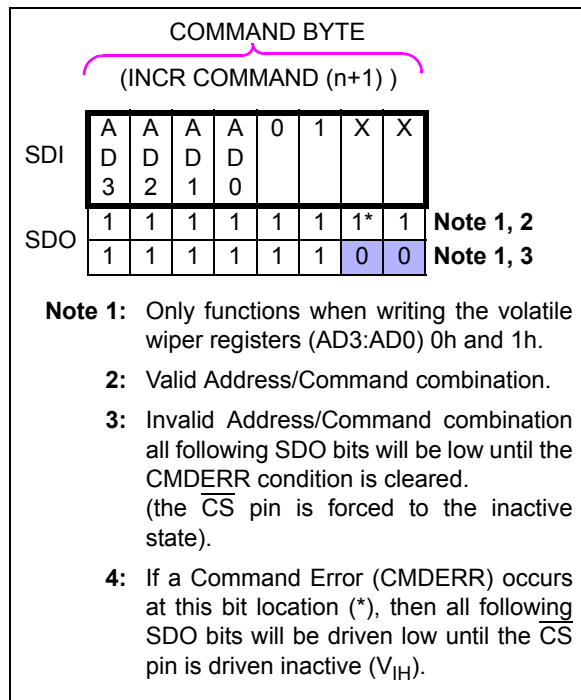 COMMAND BYTE
(INCR COMMAND (n+1) )
SDI
A A A A 0 1 X X
D D D D
3 2 1 0
SDO
1 1 1 1 1 1 1* 1 Note 1, 2
1 1 1 1 1 1 0 0 Note 1, 3
Note 1: Only functions when writing the volatile
wiper registers (AD3:AD0) 0h and 1h.
2: Valid Address/Command combination.
3: Invalid Address/Command combination
all following SDO bits will be low until the
CMDERR condition is cleared.
(the C̅S̅ pin is forced to the inactive
state).
4: If a Command Error (CMDERR) occurs
at this bit location (*), then all following
SDO bits will be driven low until the C̅S̅
pin is driven inactive (VIH).